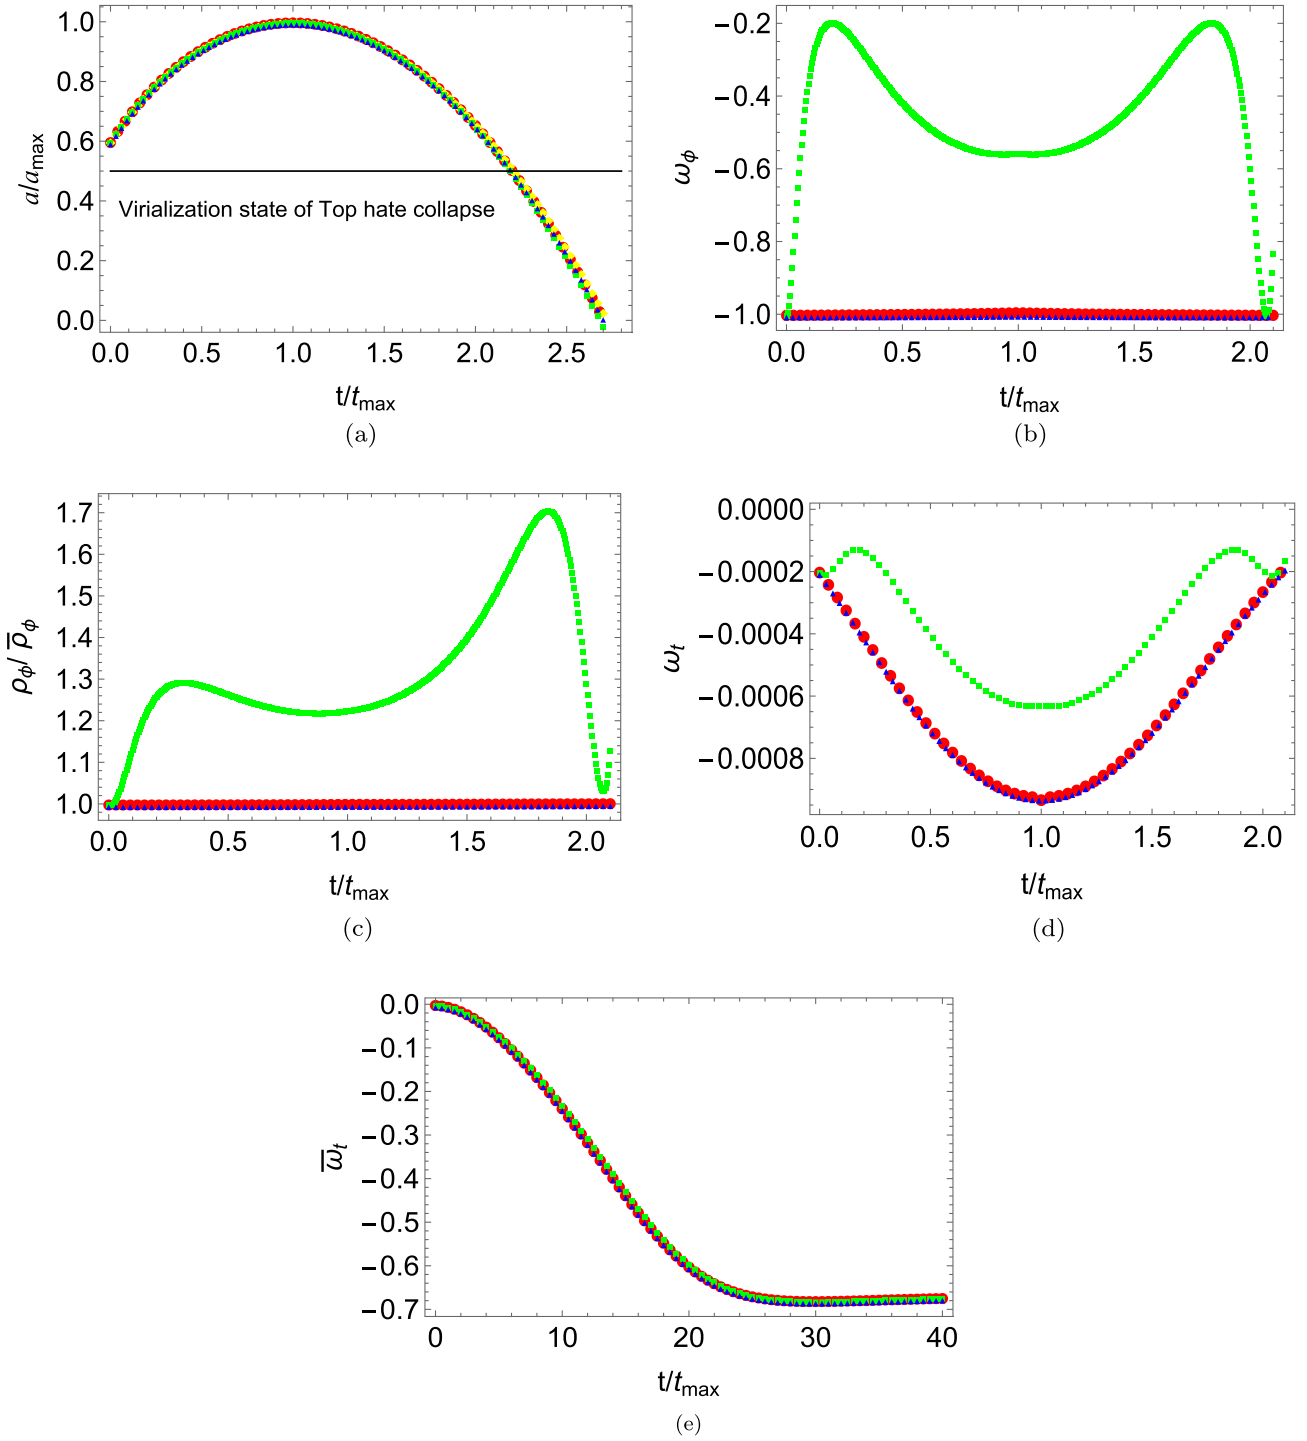 1.0
0.8
0.6
0.4
0.2
0.0
a/a_max
Virialization state of Top hate collapse
0.0 0.5 1.0 1.5 2.0 2.5
t/t_max
(a)
−0.2
−0.4
−0.6
−0.8
−1.0
ω_ϕ
0.0 0.5 1.0 1.5 2.0
t/t_max
(b)
1.7
1.6
1.5
1.4
1.3
1.2
1.1
1.0
ρ_ϕ/ρ̅_ϕ
0.0 0.5 1.0 1.5 2.0
t/t_max
(c)
0.0000
−0.0002
−0.0004
−0.0006
−0.0008
ω_t
0.0 0.5 1.0 1.5 2.0
t/t_max
(d)
0.0
−0.1
−0.2
−0.3
−0.4
−0.5
−0.6
−0.7
ω̅_t
0 10 20 30 40
t/t_max
(e)